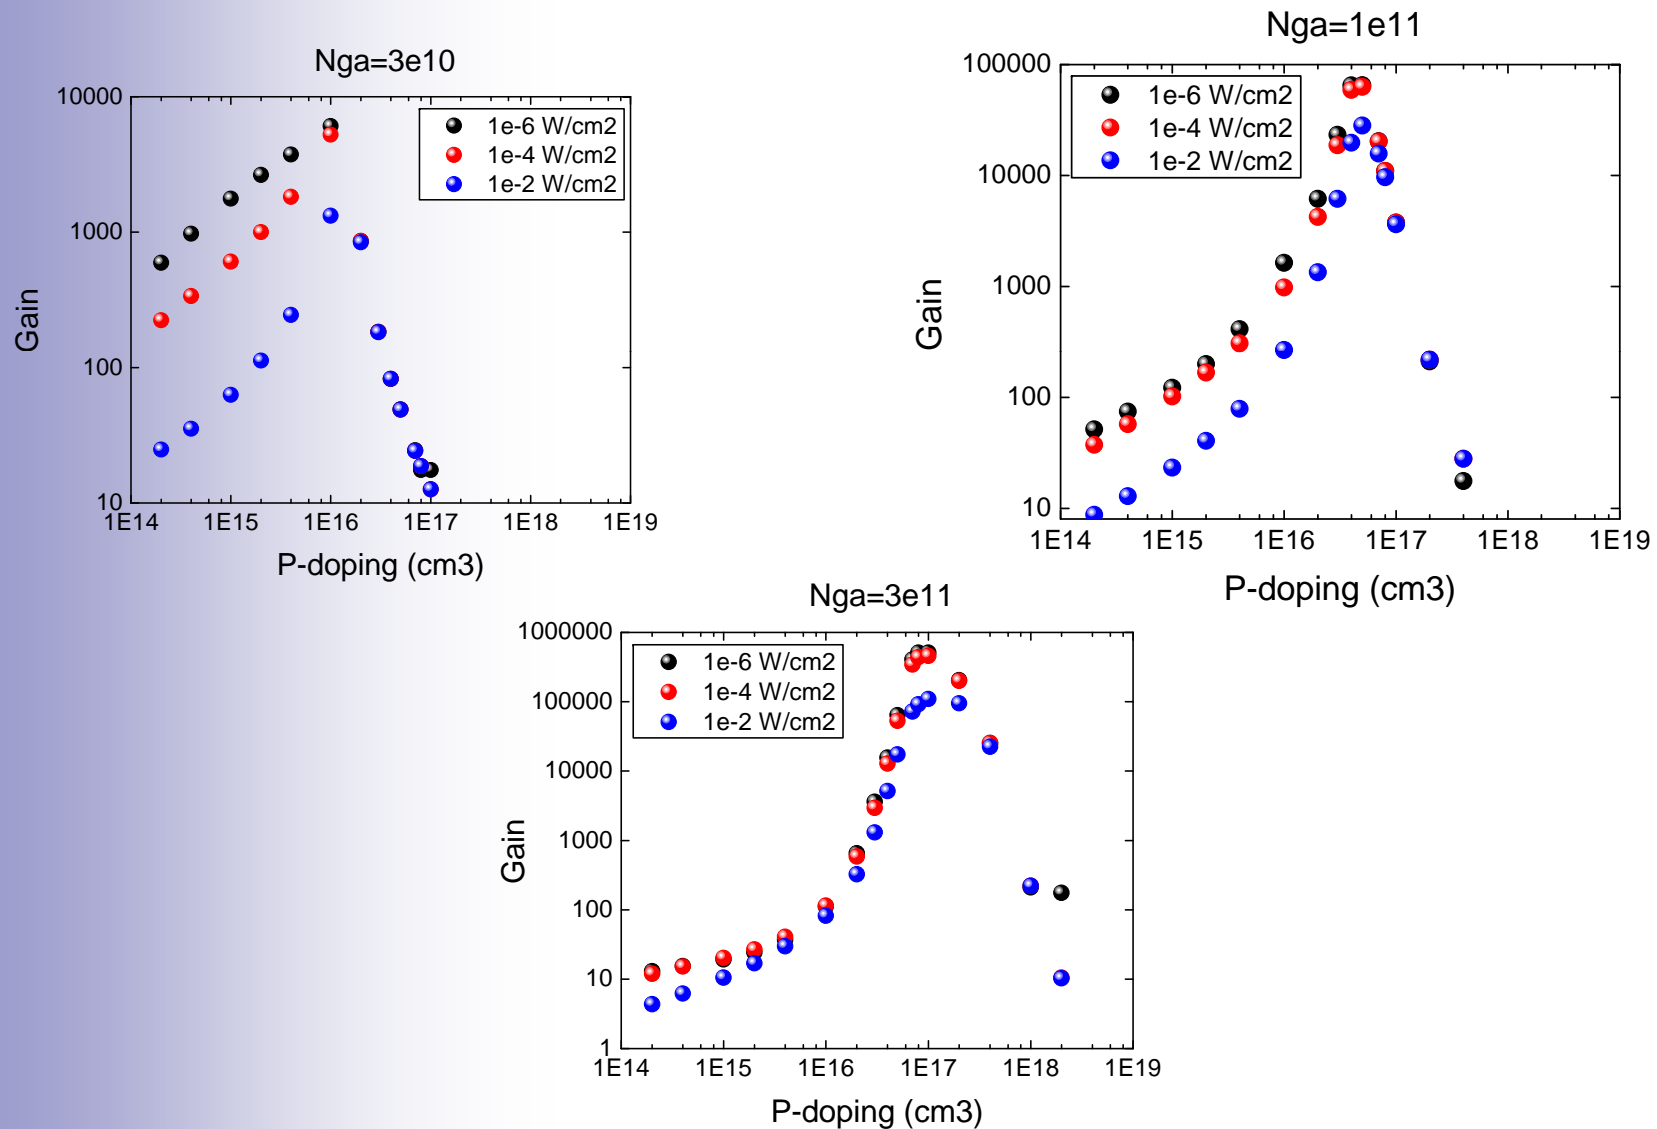 Nga=3e10
10000
1000
100
10
Gain
1e-6 W/cm2
1e-4 W/cm2
1e-2 W/cm2
1E14 1E15 1E16 1E17 1E18 1E19
P-doping (cm3)
Nga=1e11
100000
10000
1000
100
10
Gain
1e-6 W/cm2
1e-4 W/cm2
1e-2 W/cm2
1E14 1E15 1E16 1E17 1E18 1E19
P-doping (cm3)
Nga=3e11
1000000
100000
10000
1000
100
10
1
Gain
1e-6 W/cm2
1e-4 W/cm2
1e-2 W/cm2
1E14 1E15 1E16 1E17 1E18 1E19
P-doping (cm3)